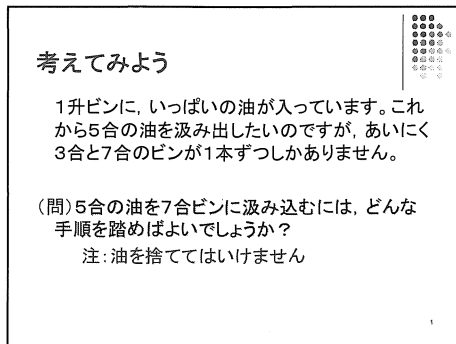 考えてみよう
1升ビンに，いっぱいの油が入っています。これ
から5合の油を汲み出したいのですが，あいにく
3合と7合のビンが1本ずつしかありません。
（問）5合の油を7合ビンに汲み込むには，どんな
手順を踏めばよいでしょうか？
注：油を捨ててはいけません
1